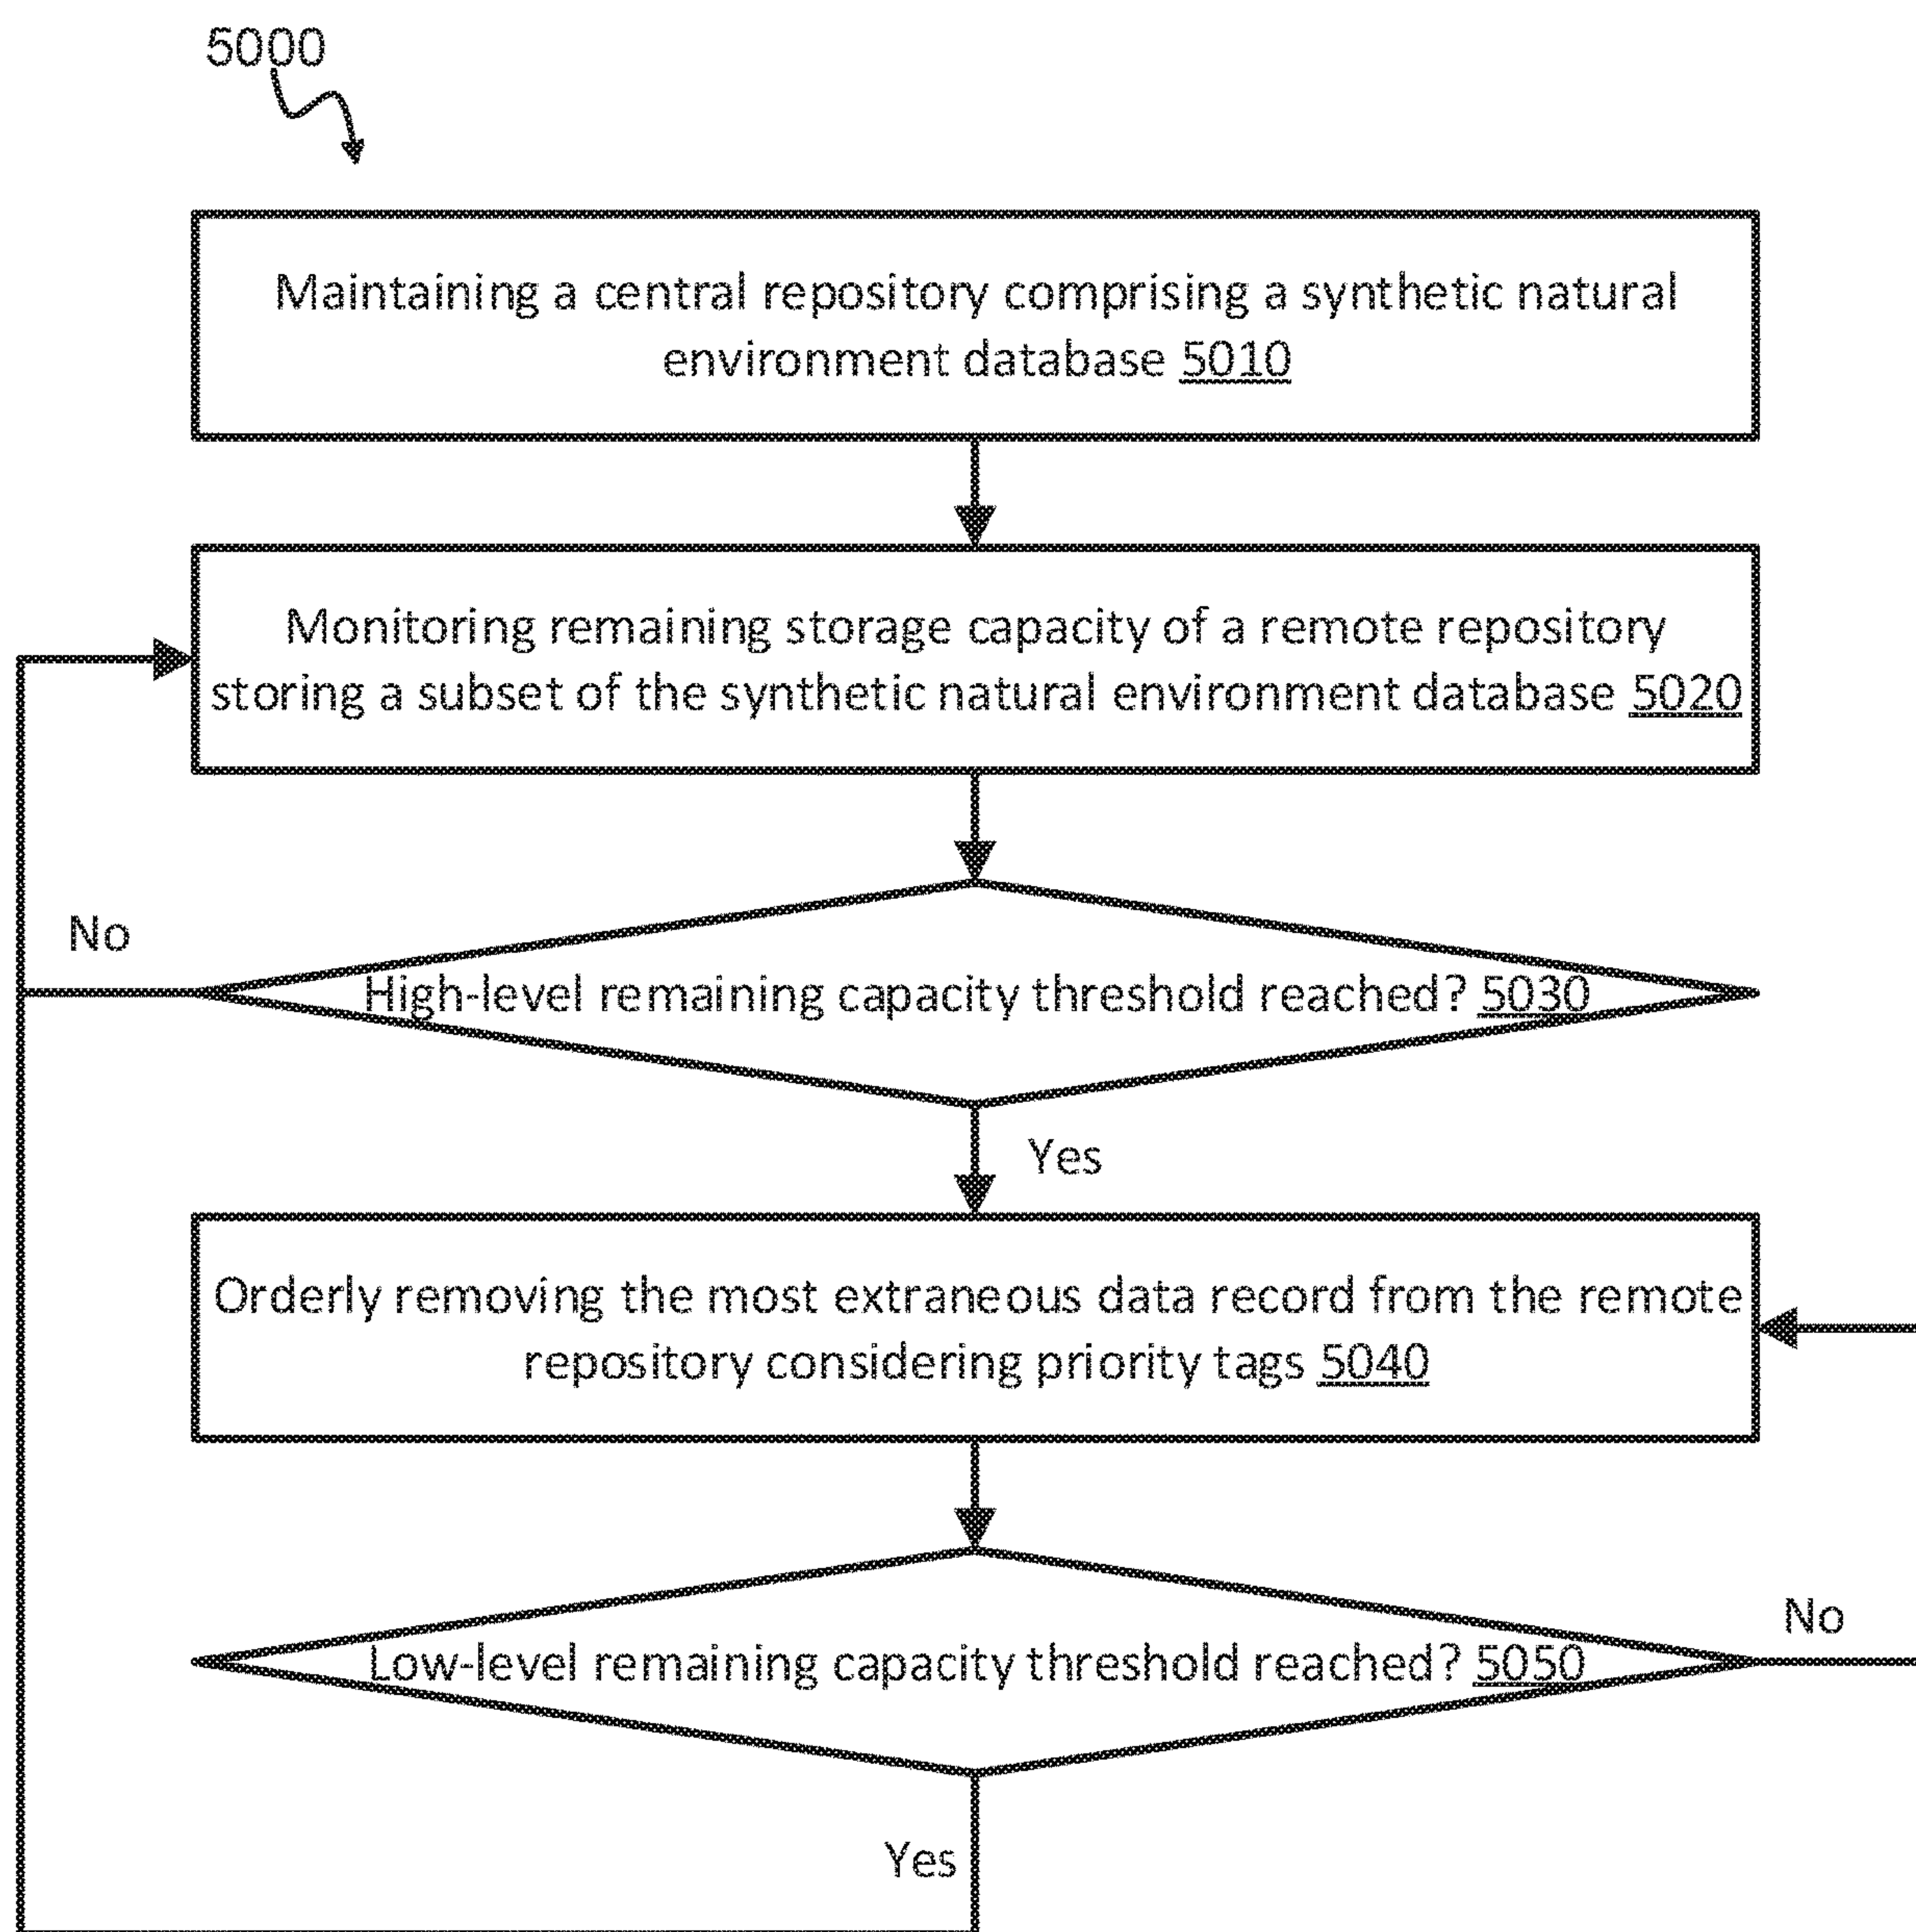 5000
Maintaining a central repository comprising a synthetic natural
environment database 5010
Monitoring remaining storage capacity of a remote repository
storing a subset of the synthetic natural environment database 5020
No
High-level remaining capacity threshold reached? 5030
Yes
Orderly removing the most extraneous data record from the remote
repository considering priority tags 5040
No
Low-level remaining capacity threshold reached? 5050
Yes